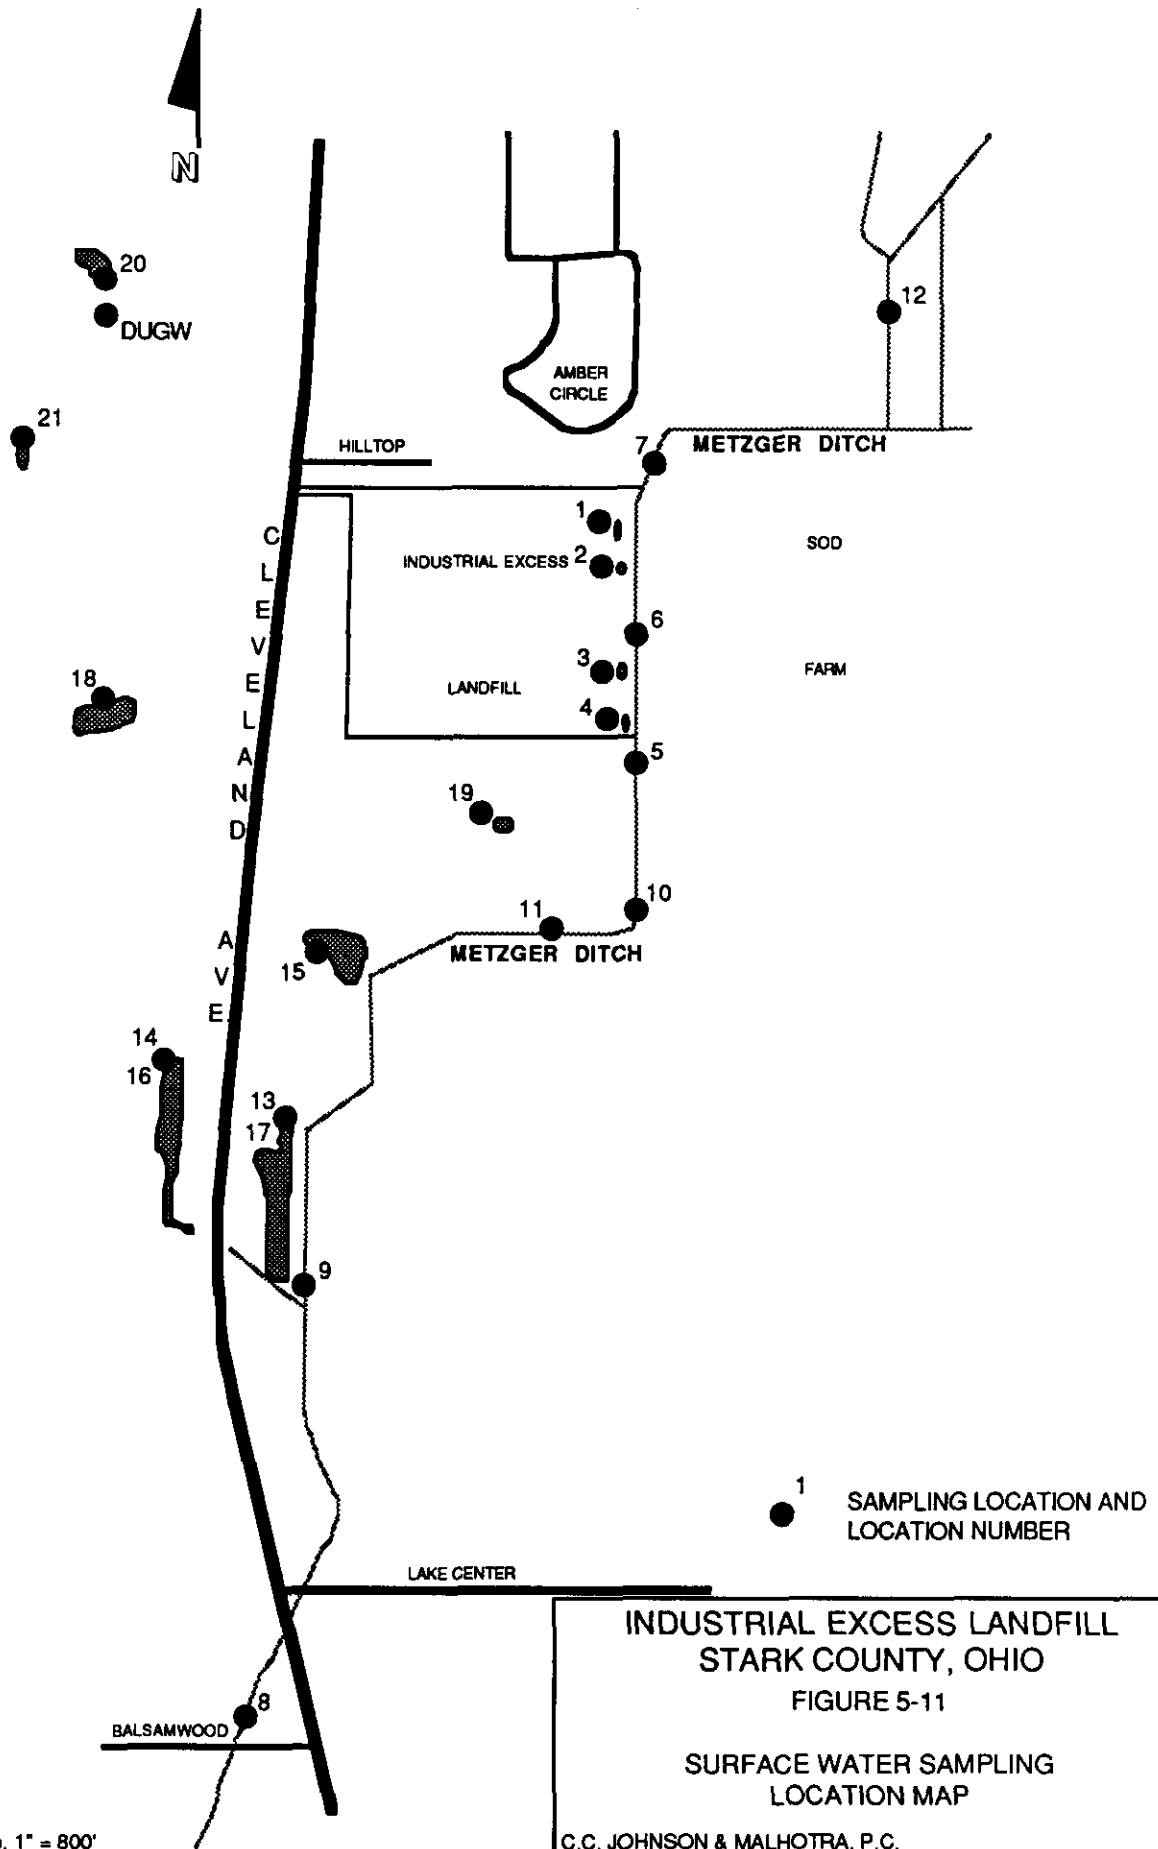 N
20
DUGW
12
AMBER
CIRCLE
21
HILLTOP
7
METZGER DITCH
1
SOD
INDUSTRIAL EXCESS
2
6
3
FARM
LANDFILL
18
4
5
CLEVELAND AVE.
19
10
11
METZGER DITCH
15
14
16
13
17
9
1
SAMPLING LOCATION AND
LOCATION NUMBER
LAKE CENTER
INDUSTRIAL EXCESS LANDFILL
STARK COUNTY, OHIO
FIGURE 5-11
8
BALSAMWOOD
SURFACE WATER SAMPLING
LOCATION MAP
1" = 800'
C.C. JOHNSON & MALHOTRA, P.C.